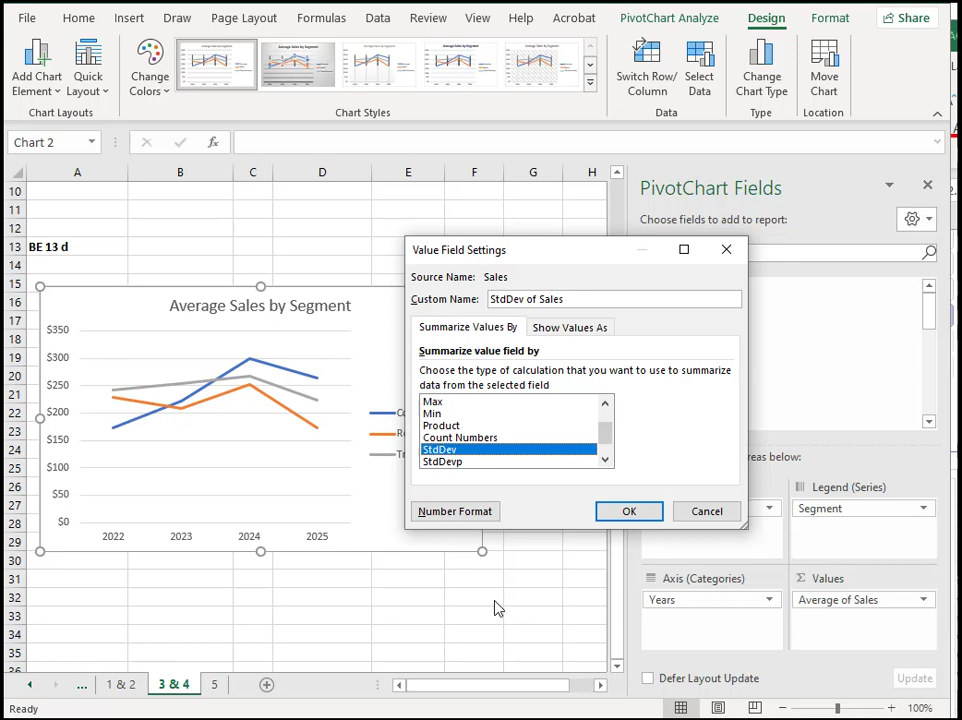 File Home Insert Draw Page Layout Formulas Data Review View Help Acrobat PivotChart Analyze Design Format Share
Add Chart Element
Quick Layout
Change Colors
Switch Row/ Column
Select Data
Change Chart Type
Move Chart
Chart Layouts Chart Styles Data Type Location
Chart 2 fx
A B C D E F G H
10
11
12
13 BE 13 d
14
15
16
17
18
19
20
21
22
23
24
25
26
27
28
29
30
31
32
33
34
35
36
Average Sales by Segment
$350
$300
$250
$200
$150
$100
$50
$0
2022 2023 2024 2025
PivotChart Fields
Choose fields to add to report:
Value Field Settings
Source Name: Sales
Custom Name: StdDev of Sales
Summarize Values By Show Values As
Summarize value field by
Choose the type of calculation that you want to use to summarize
data from the selected field
Max
Min
Product
Count Numbers
StdDev
StdDevp
Number Format OK Cancel
areas below:
Legend (Series)
Segment
Axis (Categories)
Years
Σ Values
Average of Sales
Defer Layout Update Update
... 1 & 2 3 & 4 5
Ready 100%